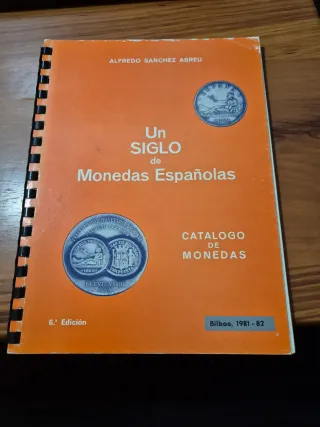 ALFREDO SANCHEZ ABREU
Un
SIGLO
de
Monedas Españolas
CATALOGO
DE
MONEDAS
6.ª Edición
Bilbao, 1981 - 82